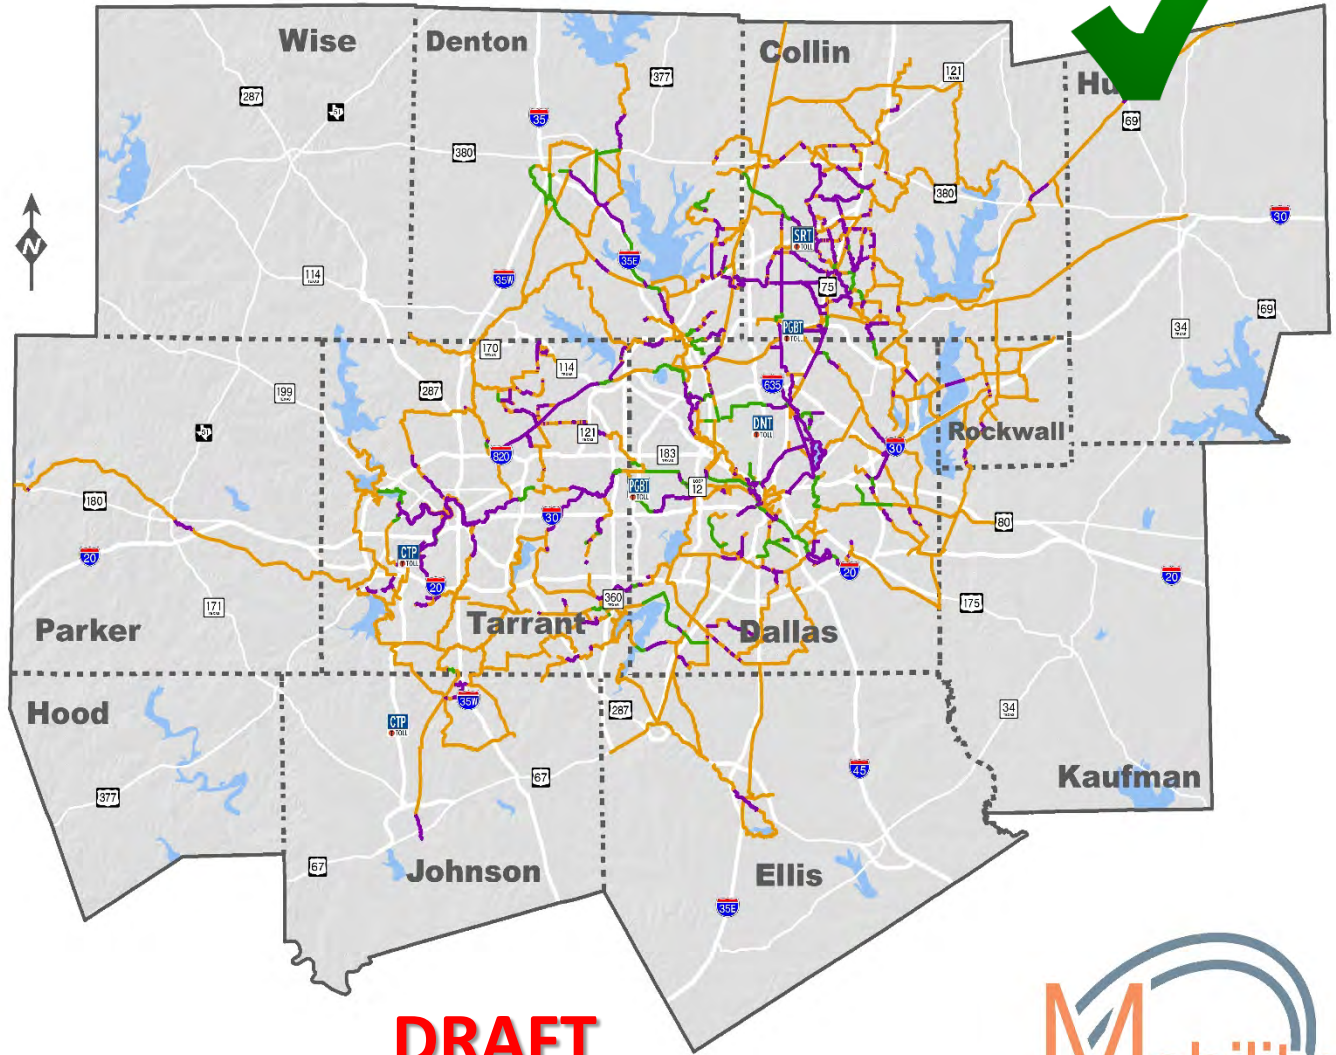 Wise
Denton
Collin
Hu
287
377
121
69
35
380
380
30
SRT
TOLL
35E
114
35W
75
69
34
PGBT
TOLL
170
114
635
199
287
DNT
TOLL
Rockwall
121
30
183
820
PGBT
TOLL
LOOP
12
180
30
80
20
CTP
TOLL
20
20
20
171
360
175
Parker
Tarrant
Dallas
Hood
35W
287
34
CTP
TOLL
45
Kaufman
67
377
67
Johnson
Ellis
35E
N
DRAFT
M